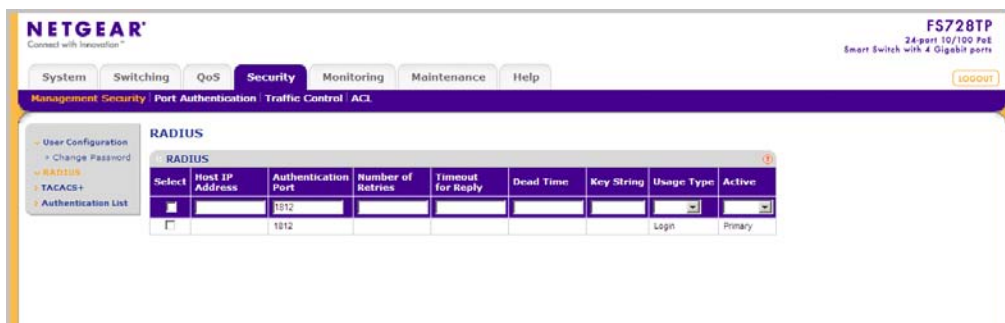 NETGEAR®
Connect with Innovation™
FS728TP
24-port 10/100 PoE
Smart Switch with 4 Gigabit ports
System Switching QoS Security Monitoring Maintenance Help LOGOUT
Management Security Port Authentication Traffic Control ACL
User Configuration
Change Password
RADIUS
TACACS+
Authentication List
RADIUS
RADIUS
Select Host IP Address Authentication Port Number of Retries Timeout for Reply Dead Time Key String Usage Type Active
1812
1812 Login Primary